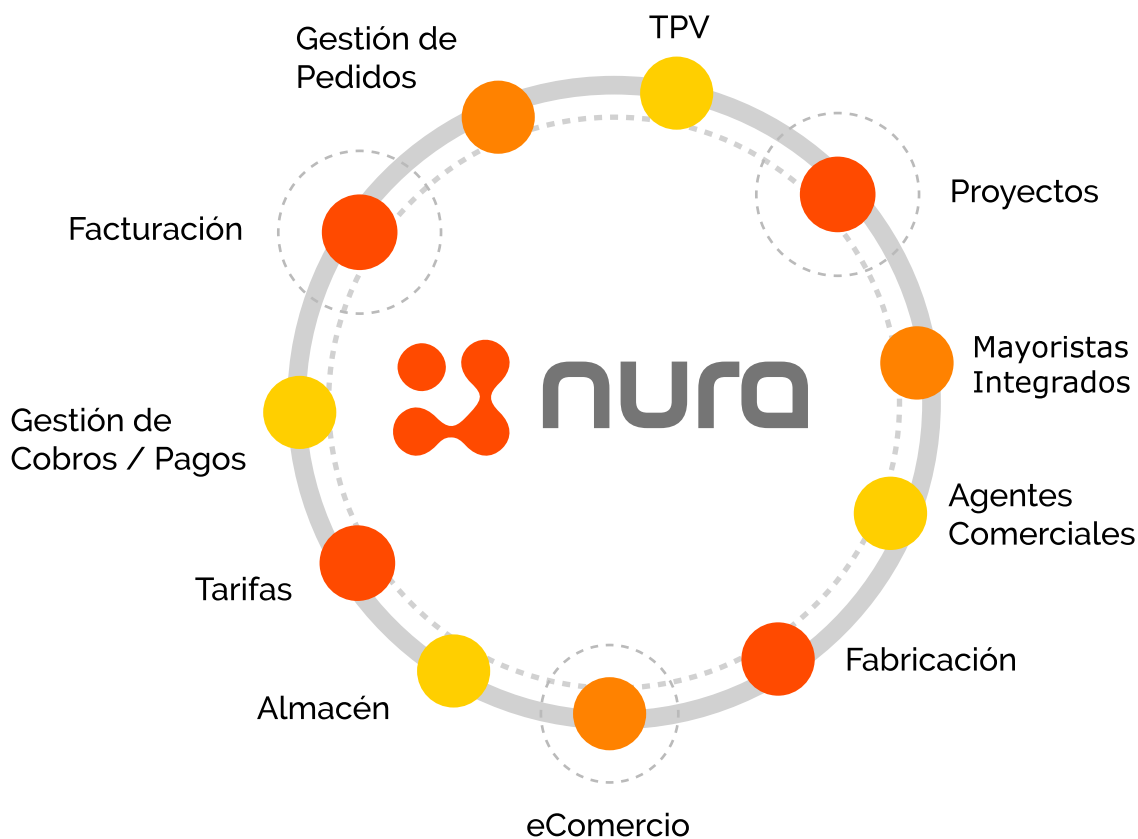 TPV
Gestión de
Pedidos
Proyectos
Facturación
nura
Mayoristas
Integrados
Gestión de
Cobros / Pagos
Agentes
Comerciales
Tarifas
Fabricación
Almacén
eComercio